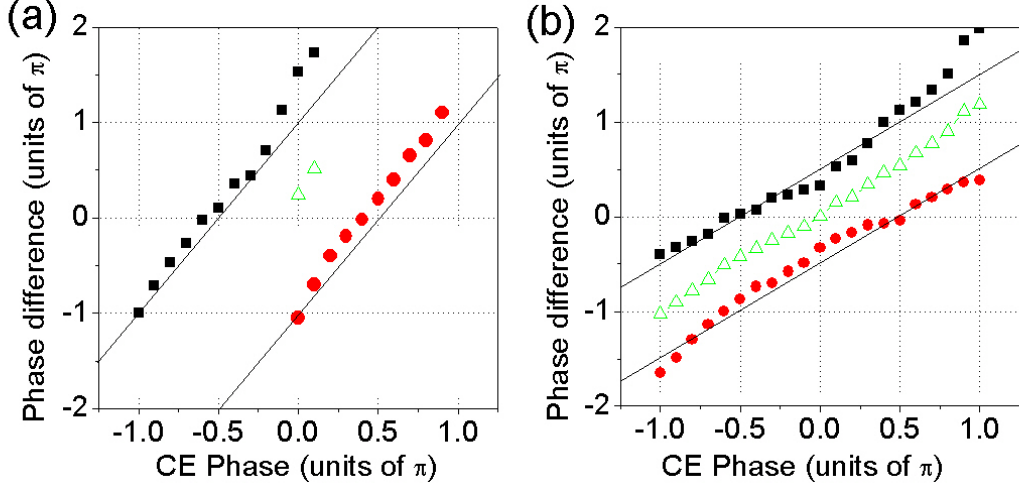 (a)
Phase difference (units of π)
2
1
0
-1
-2
-1.0 -0.5 0.0 0.5 1.0
CE Phase (units of π)
(b)
Phase difference (units of π)
2
1
0
-1
-2
-1.0 -0.5 0.0 0.5 1.0
CE Phase (units of π)